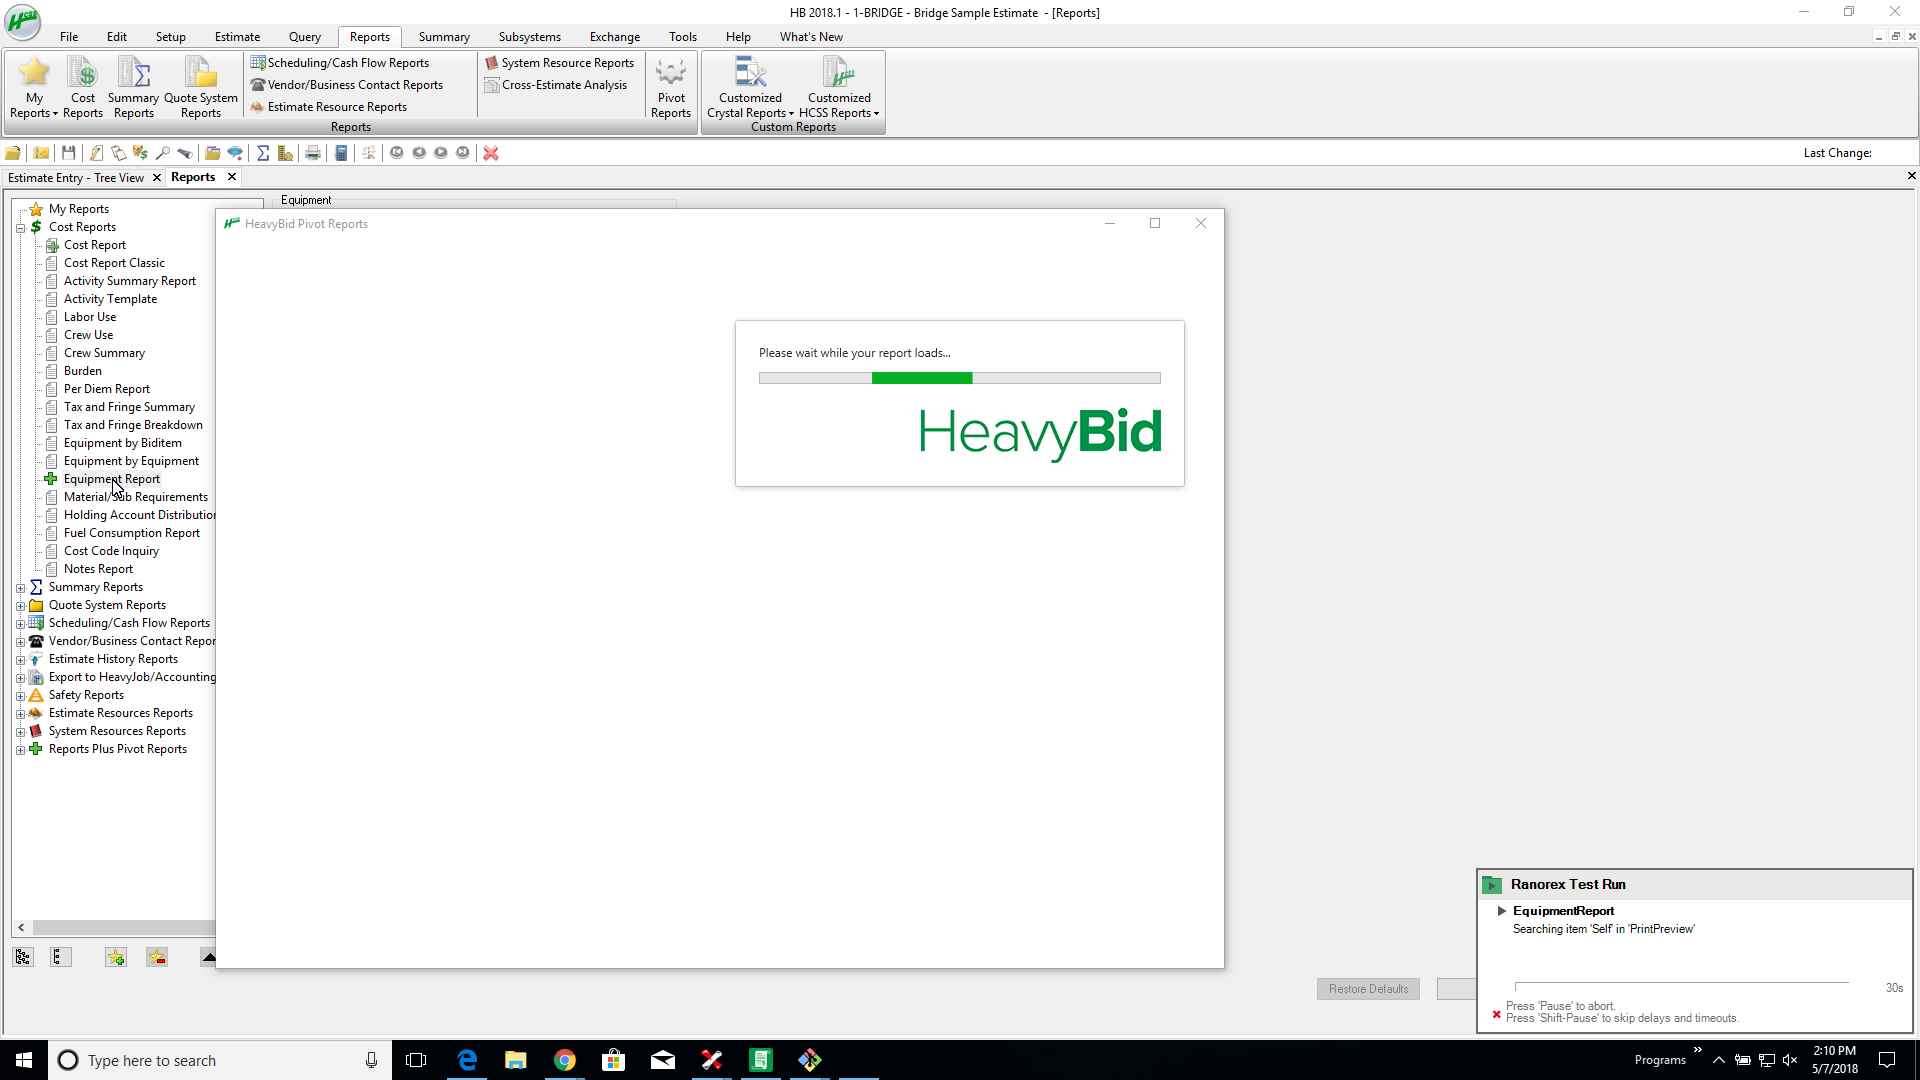 HCSS
HB 2018.1 - 1-BRIDGE - Bridge Sample Estimate - [Reports]
File Edit Setup Estimate Query Reports Summary Subsystems Exchange Tools Help What's New
My Reports
Cost Reports
Summary Reports
Quote System Reports
Scheduling/Cash Flow Reports
Vendor/Business Contact Reports
Estimate Resource Reports
System Resource Reports
Cross-Estimate Analysis
Pivot Reports
Customized Crystal Reports
Customized HCSS Reports
Reports
Custom Reports
Last Change:
Estimate Entry - Tree View
Reports
My Reports
Cost Reports
Cost Report
Cost Report Classic
Activity Summary Report
Activity Template
Labor Use
Crew Use
Crew Summary
Burden
Per Diem Report
Tax and Fringe Summary
Tax and Fringe Breakdown
Equipment by Biditem
Equipment by Equipment
Equipment Report
Material/Sub Requirements
Holding Account Distribution
Fuel Consumption Report
Cost Code Inquiry
Notes Report
Summary Reports
Quote System Reports
Scheduling/Cash Flow Reports
Vendor/Business Contact Repor
Estimate History Reports
Export to HeavyJob/Accounting
Safety Reports
Estimate Resources Reports
System Resources Reports
Reports Plus Pivot Reports
Equipment
HeavyBid Pivot Reports
Please wait while your report loads...
HeavyBid
Restore Defaults
Ranorex Test Run
EquipmentReport
Searching item 'Self' in 'PrintPreview'
30s
Press 'Pause' to abort.
Press 'Shift-Pause' to skip delays and timeouts.
Type here to search
Programs
2:10 PM
5/7/2018